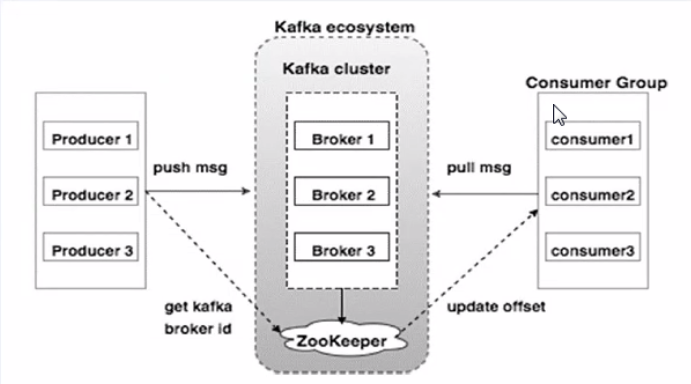 Kafka ecosystem
Kafka cluster
Consumer Group
Producer 1
Broker 1
consumer1
push msg
pull msg
Producer 2
Broker 2
consumer2
Producer 3
Broker 3
consumer3
get kafka
broker id
update offset
ZooKeeper